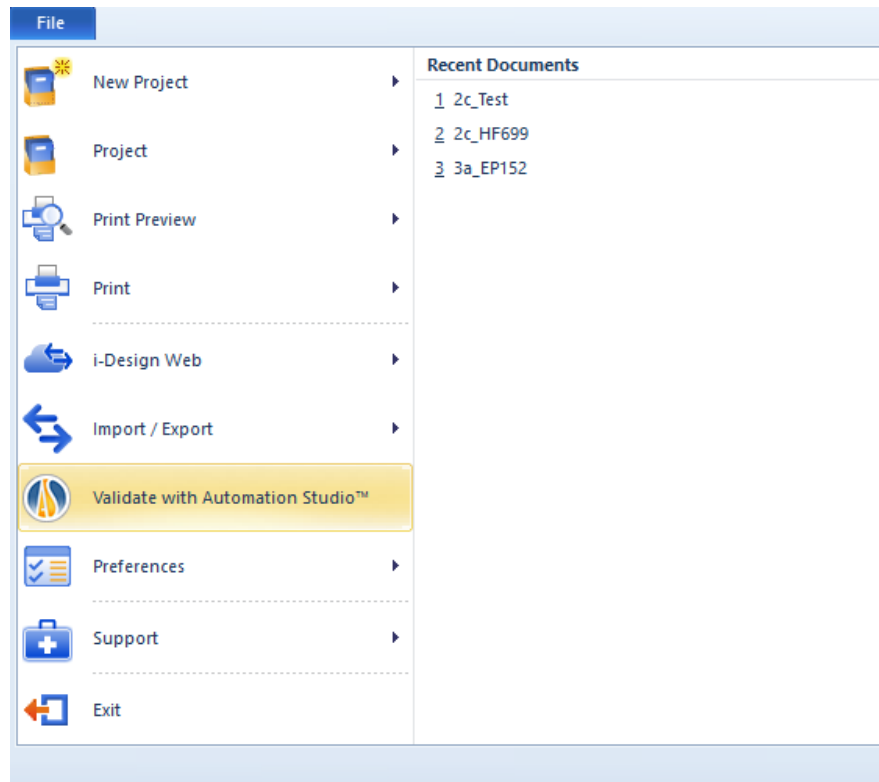 File
New Project
Project
Print Preview
Print
i-Design Web
Import / Export
Validate with Automation Studio™
Preferences
Support
Exit
Recent Documents
1 2c_Test
2 2c_HF699
3 3a_EP152